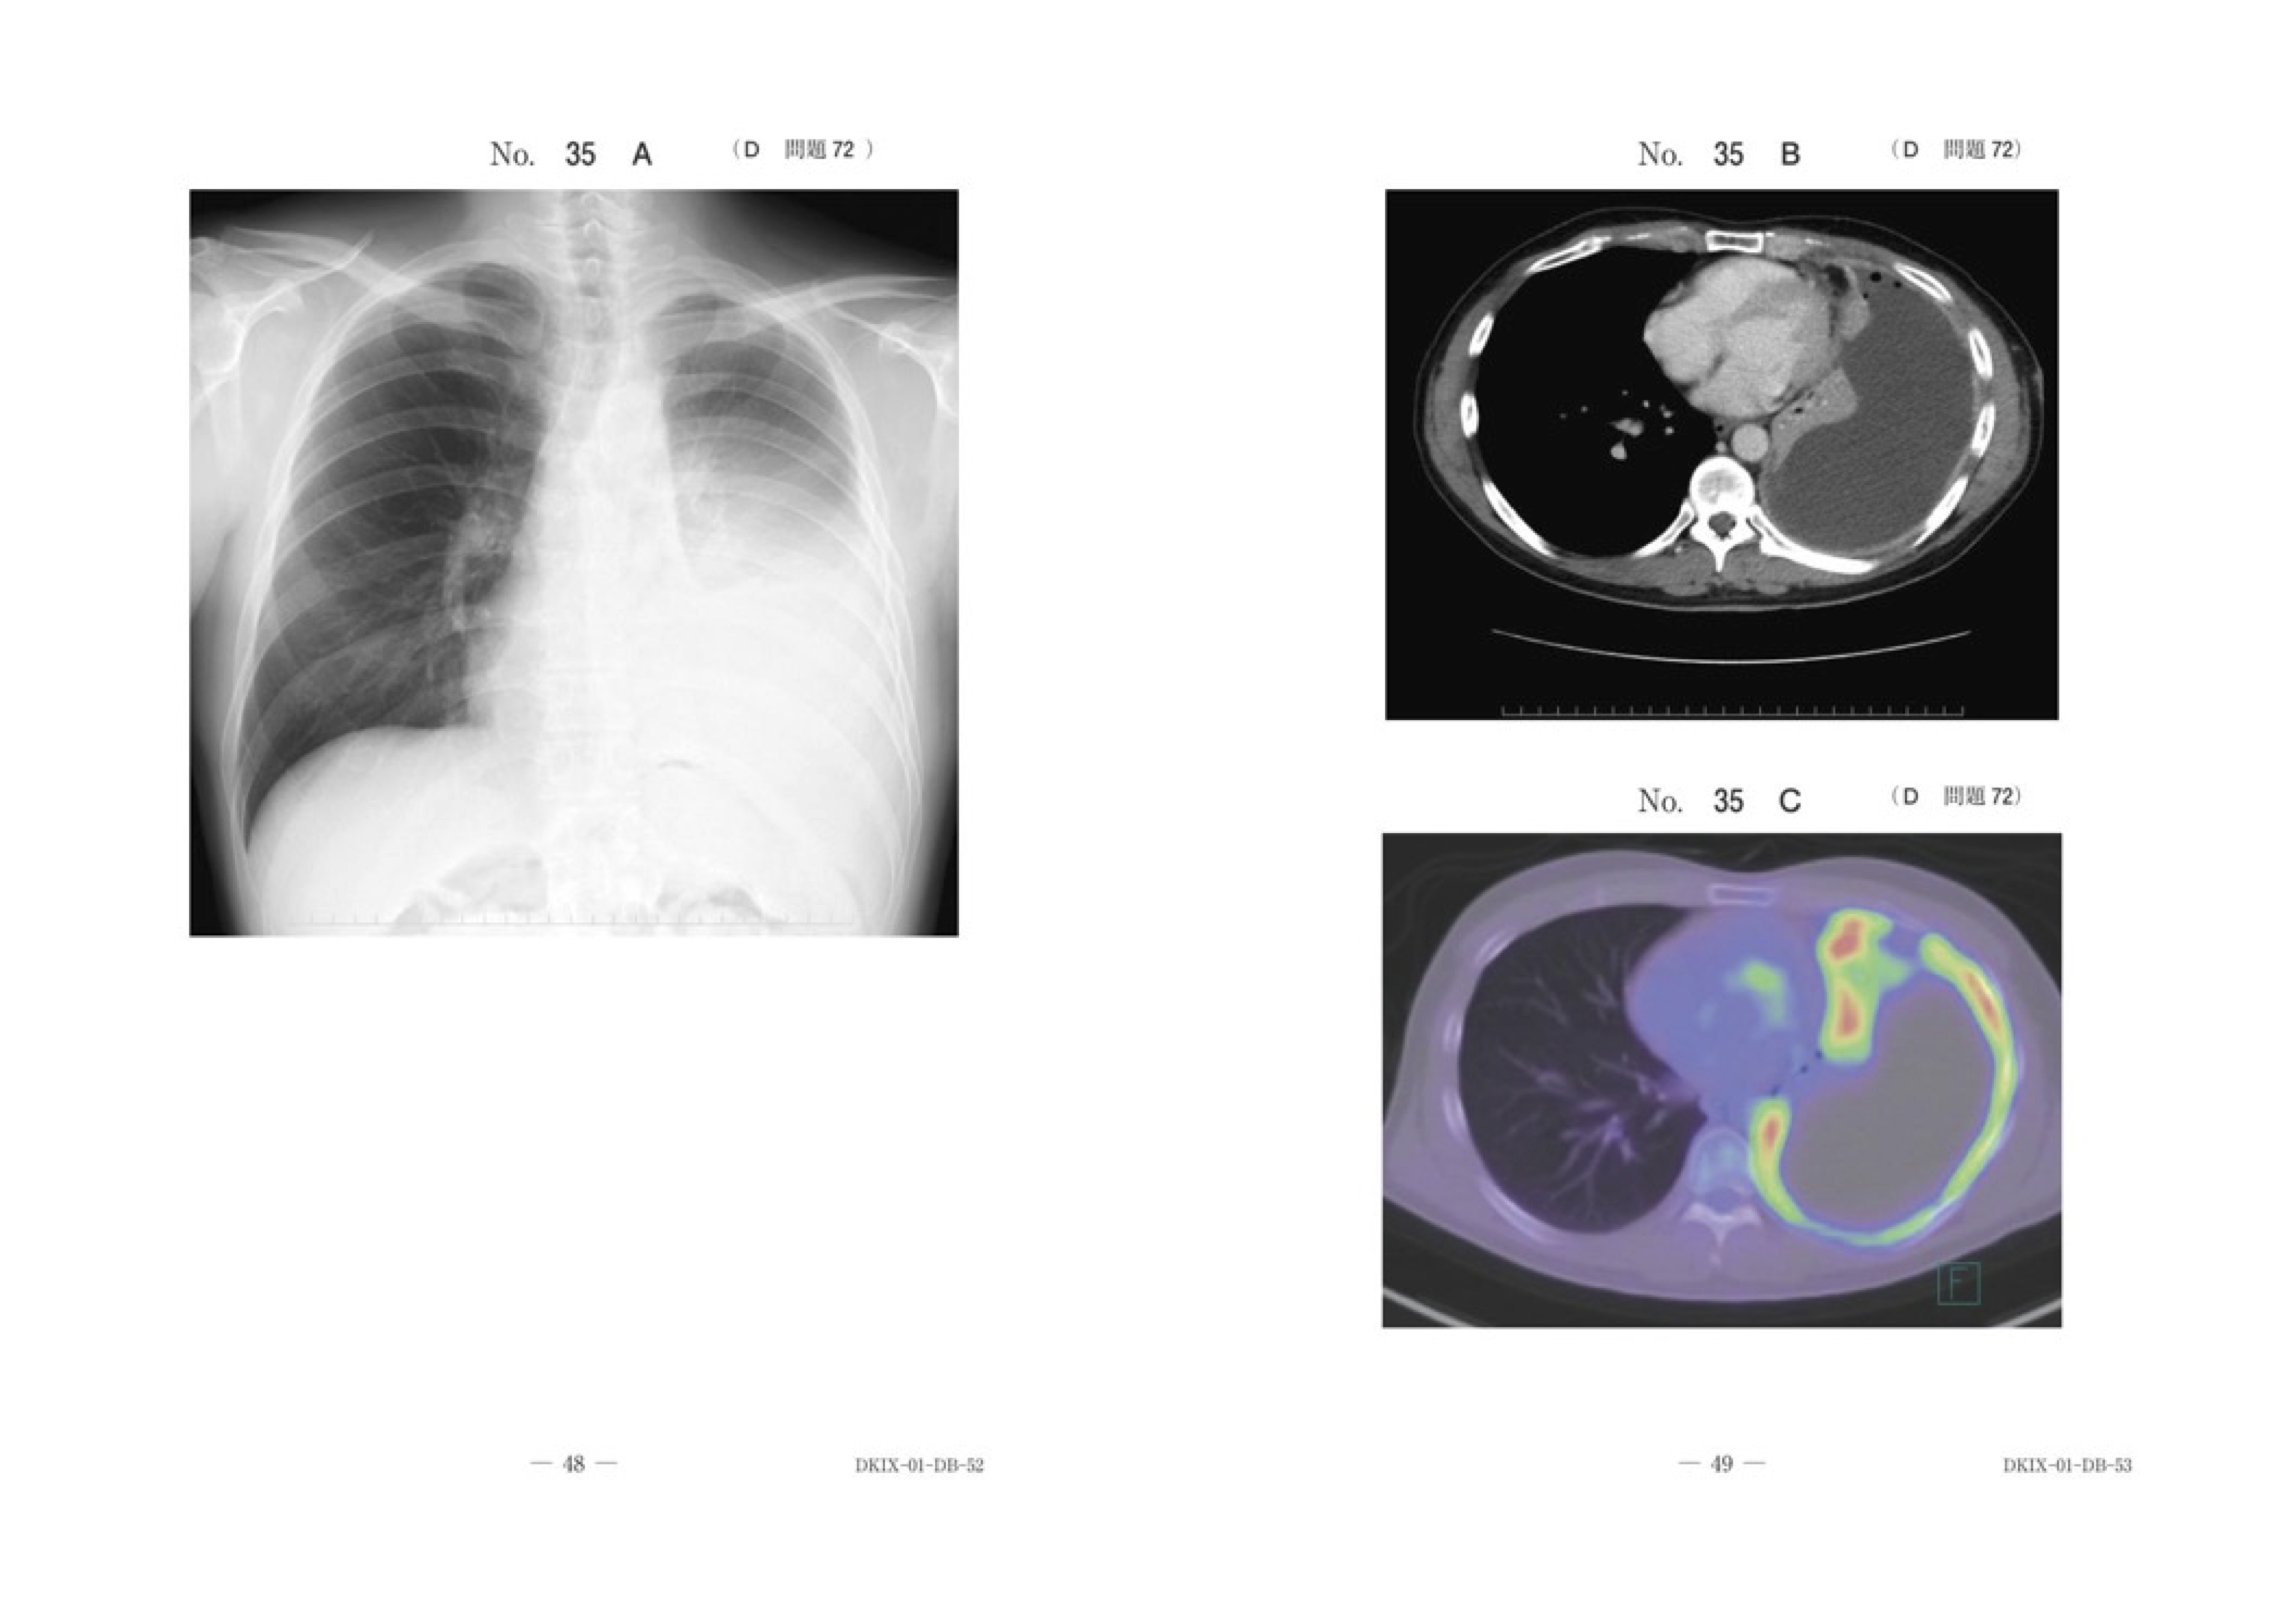 No. 35 A (D 問題 72 )
— 48 —
DKIX-01-DB-52
No. 35 B (D 問題 72)
No. 35 C (D 問題 72)
F
— 49 —
DKIX-01-DB-53